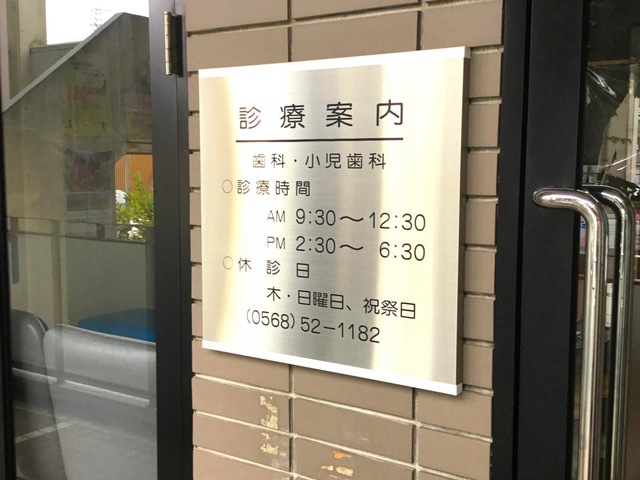 診療案内
歯科・小児歯科
○診療時間
AM 9:30～12:30
PM 2:30～ 6:30
○休診日
木・日曜日、祝祭日
(0568)52-1182